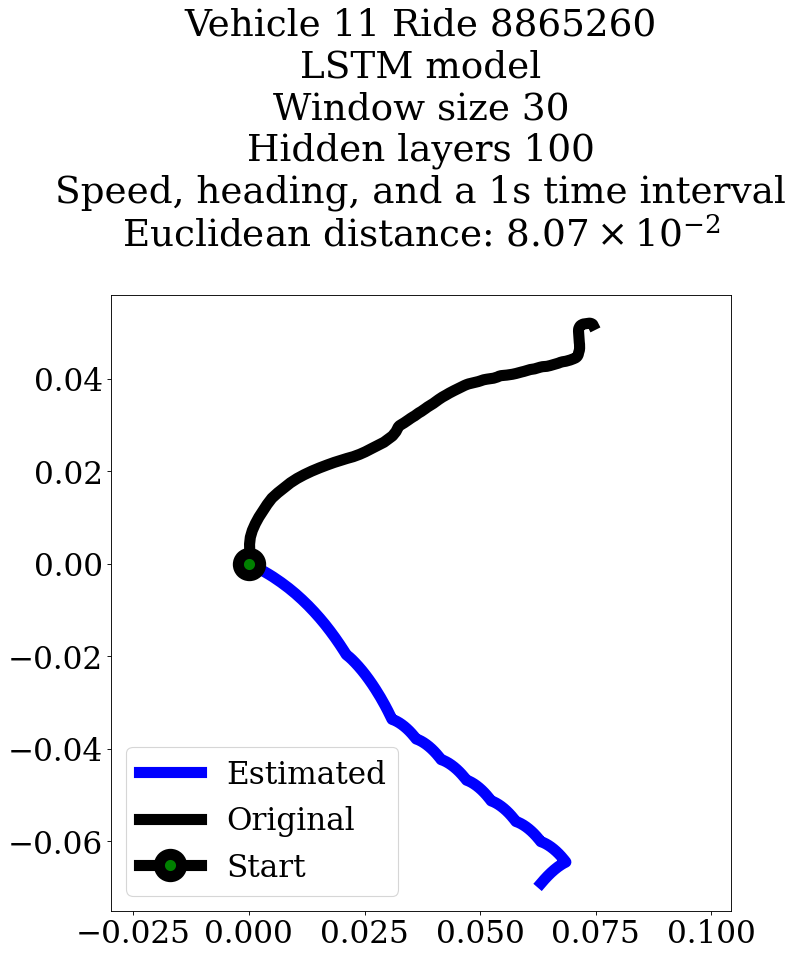 Vehicle 11 Ride 8865260
LSTM model
Window size 30
Hidden layers 100
Speed, heading, and a 1s time interval
Euclidean distance: 8.07 × 10⁻²
0.04
0.02
0.00
−0.02
−0.04
−0.06
Estimated
Original
Start
−0.025 0.000 0.025 0.050 0.075 0.100